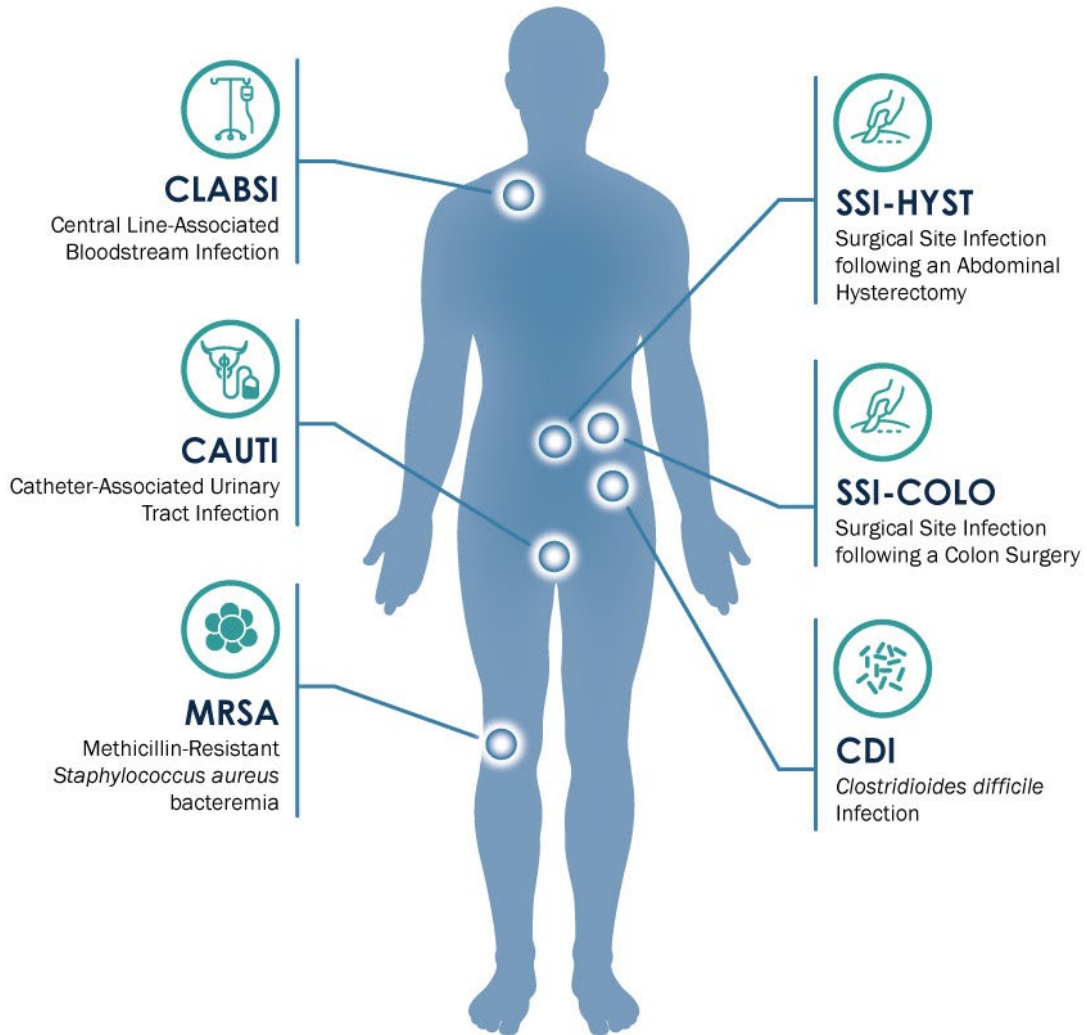 CLABSI
Central Line-Associated
Bloodstream Infection
CAUTI
Catheter-Associated Urinary
Tract Infection
MRSA
Methicillin-Resistant
Staphylococcus aureus
bacteremia
SSI-HYST
Surgical Site Infection
following an Abdominal
Hysterectomy
SSI-COLO
Surgical Site Infection
following a Colon Surgery
CDI
Clostridioides difficile
Infection